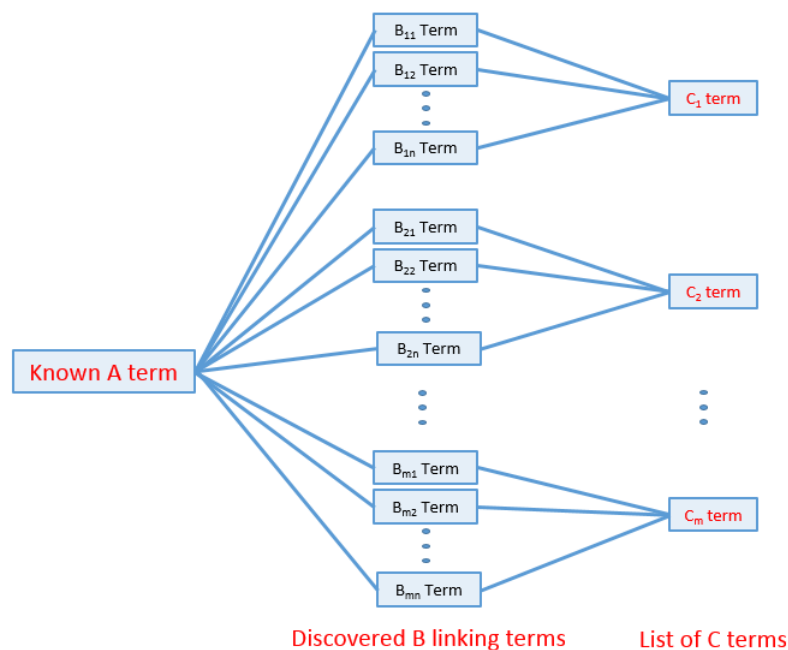 B₁₁ Term
B₁₂ Term
C₁ term
B₁ₙ Term
B₂₁ Term
B₂₂ Term
C₂ term
B₂ₙ Term
Known A term
Bₘ₁ Term
Bₘ₂ Term
Cₘ term
Bₘₙ Term
Discovered B linking terms
List of C terms